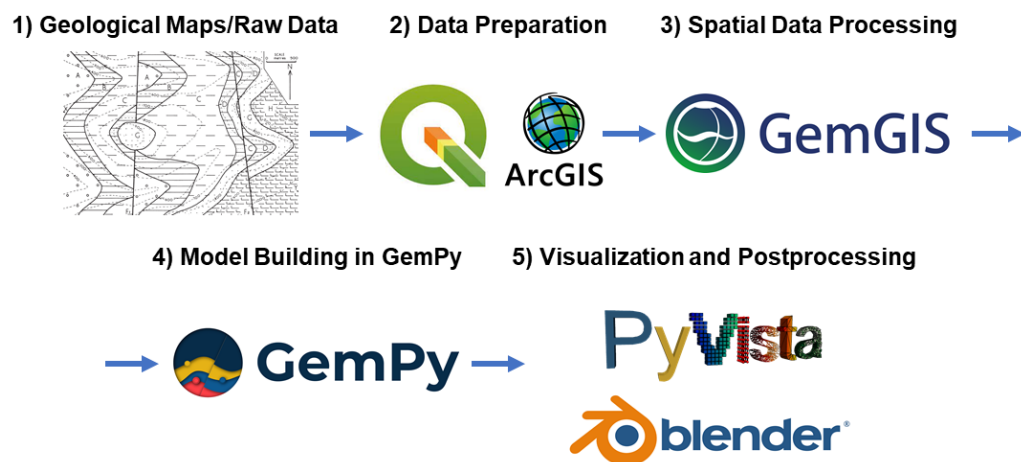 1) Geological Maps/Raw Data
2) Data Preparation
3) Spatial Data Processing
A
A
B
B
C
C
H
N
ArcGIS
GemGIS
4) Model Building in GemPy
5) Visualization and Postprocessing
GemPy
PyVista
blender®